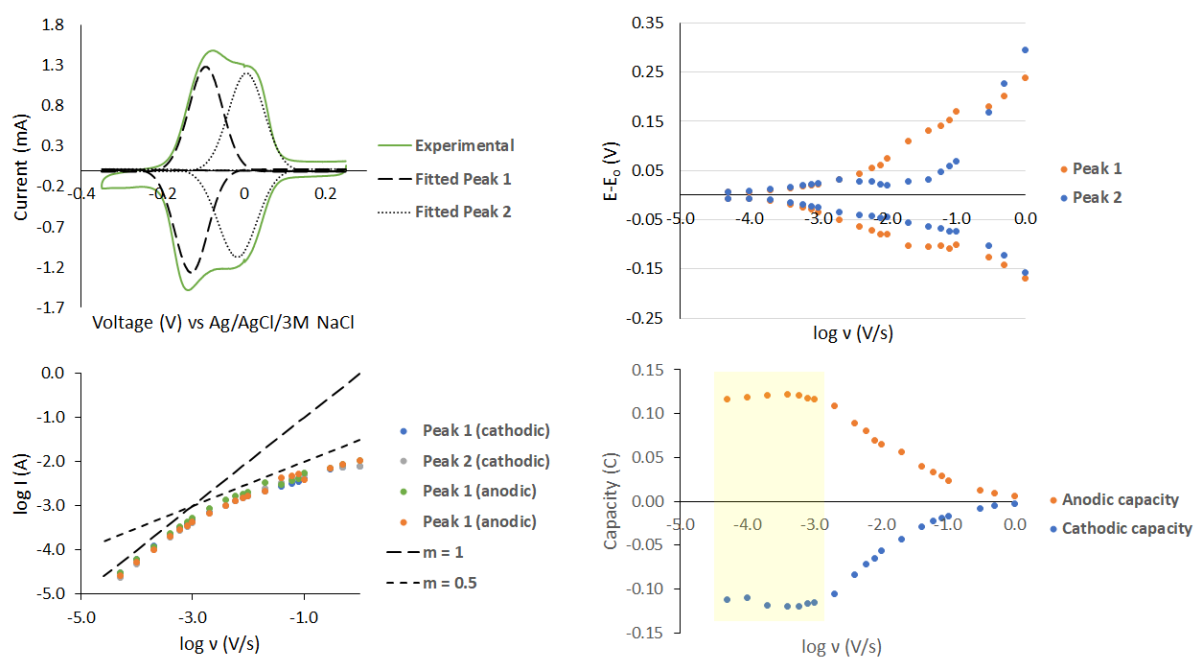 1.8
1.3
0.8
0.3
-0.2
-0.7
-1.2
-1.7
-0.4
-0.2
0
0.2
Current (mA)
Voltage (V) vs Ag/AgCl/3M NaCl
Experimental
Fitted Peak 1
Fitted Peak 2
0.35
0.25
0.15
0.05
-0.05
-0.15
-0.25
-5.0
-4.0
-3.0
-2.0
-1.0
0.0
E-Eo (V)
log ν (V/s)
Peak 1
Peak 2
0.0
-1.0
-2.0
-3.0
-4.0
-5.0
-5.0
-3.0
-1.0
log I (A)
log ν (V/s)
Peak 1 (cathodic)
Peak 2 (cathodic)
Peak 1 (anodic)
Peak 1 (anodic)
m = 1
m = 0.5
0.15
0.10
0.05
0.00
-0.05
-0.10
-0.15
-5.0
-4.0
-3.0
-2.0
-1.0
0.0
Capacity (C)
log ν (V/s)
Anodic capacity
Cathodic capacity